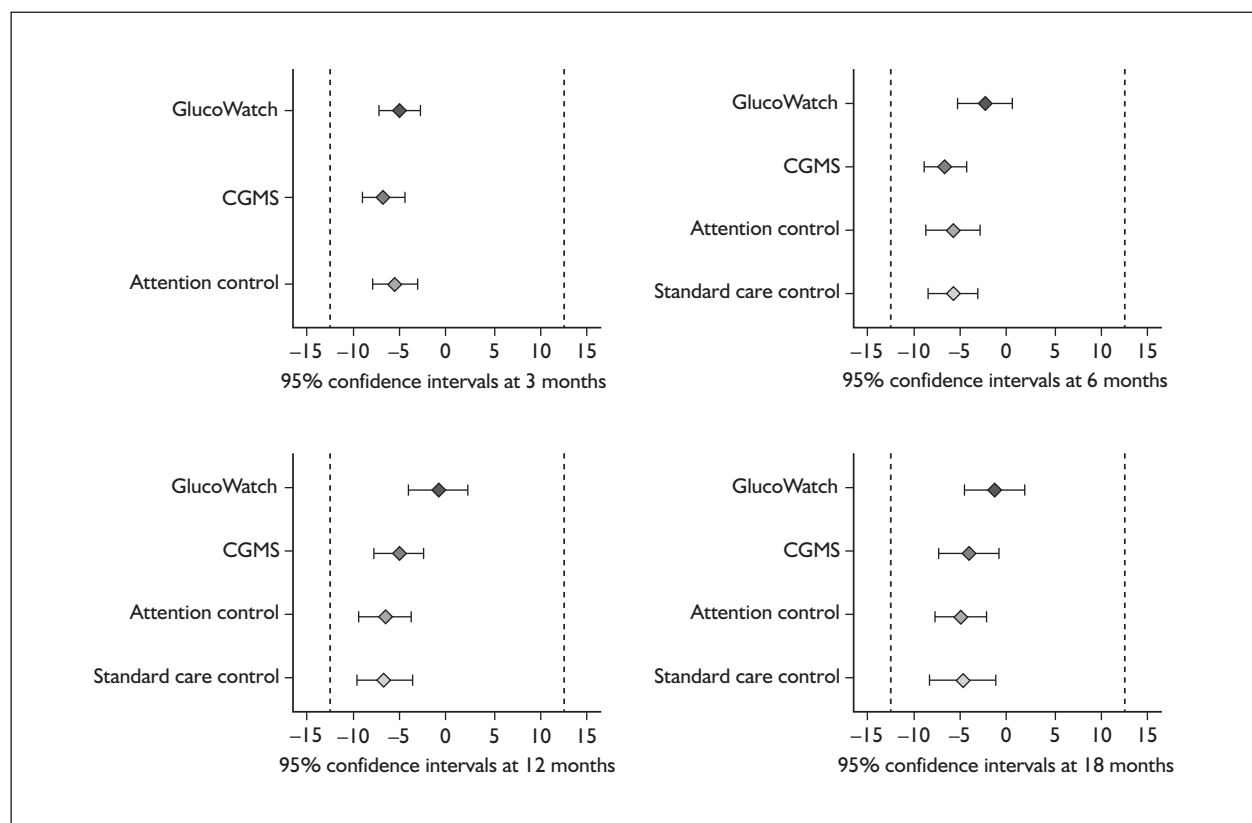 GlucoWatch
CGMS
Attention control
–15 –10 –5 0 5 10 15
95% confidence intervals at 3 months
GlucoWatch
CGMS
Attention control
Standard care control
–15 –10 –5 0 5 10 15
95% confidence intervals at 6 months
GlucoWatch
CGMS
Attention control
Standard care control
–15 –10 –5 0 5 10 15
95% confidence intervals at 12 months
GlucoWatch
CGMS
Attention control
Standard care control
–15 –10 –5 0 5 10 15
95% confidence intervals at 18 months